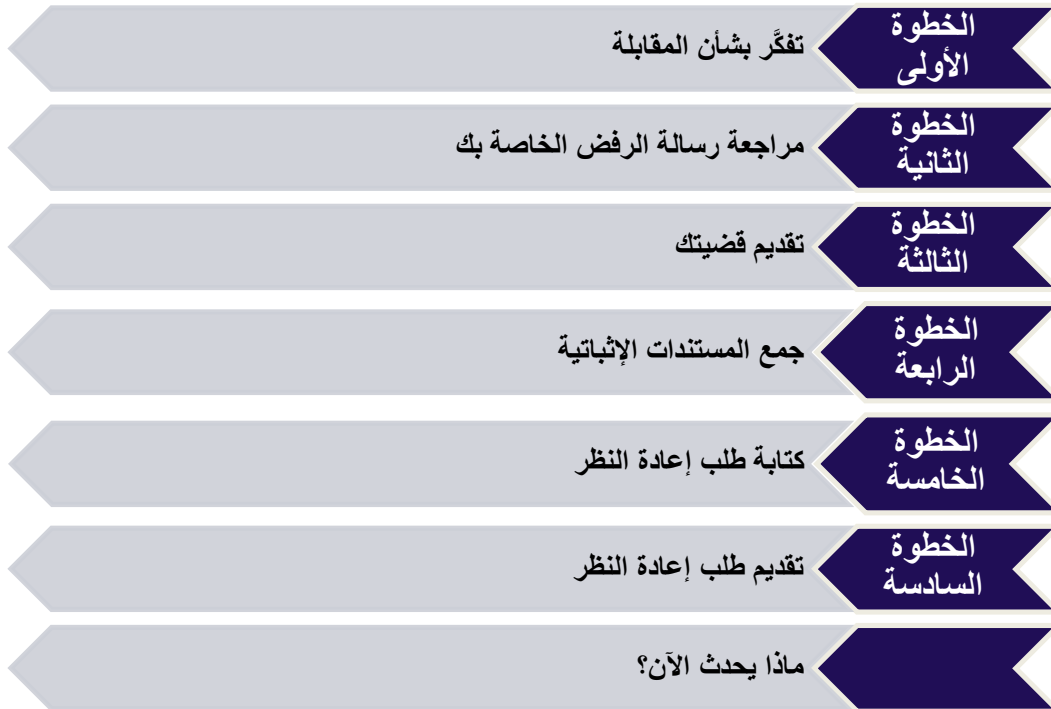 الخطوة
الأولى
تفكَّر بشأن المقابلة
الخطوة
الثانية
مراجعة رسالة الرفض الخاصة بك
الخطوة
الثالثة
تقديم قضيتك
الخطوة
الرابعة
جمع المستندات الإثباتية
الخطوة
الخامسة
كتابة طلب إعادة النظر
الخطوة
السادسة
تقديم طلب إعادة النظر
ماذا يحدث الآن؟